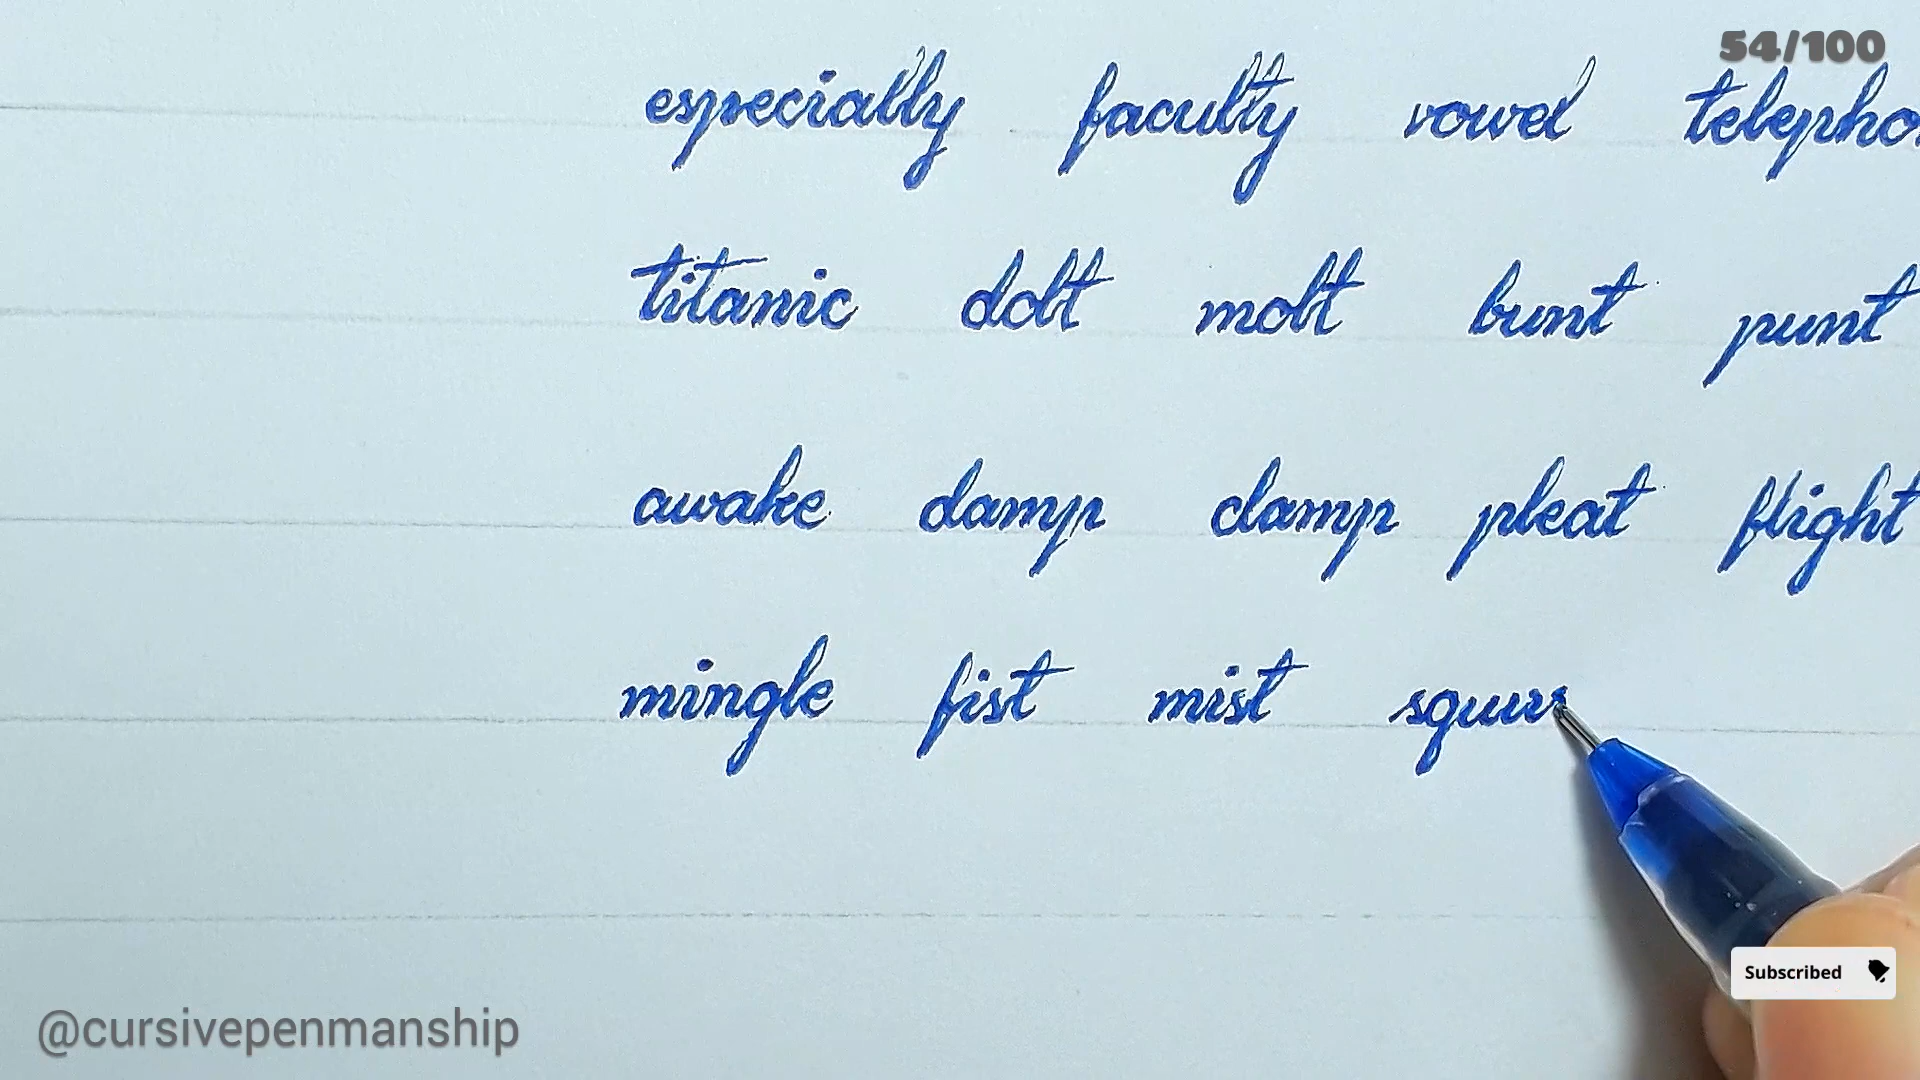 54/100
especially faculty vowel telepho
titanic dolt molt bunt punt
awake damp clamp pleat flight
mingle fist mist
Subscribed
@cursivepenmanship